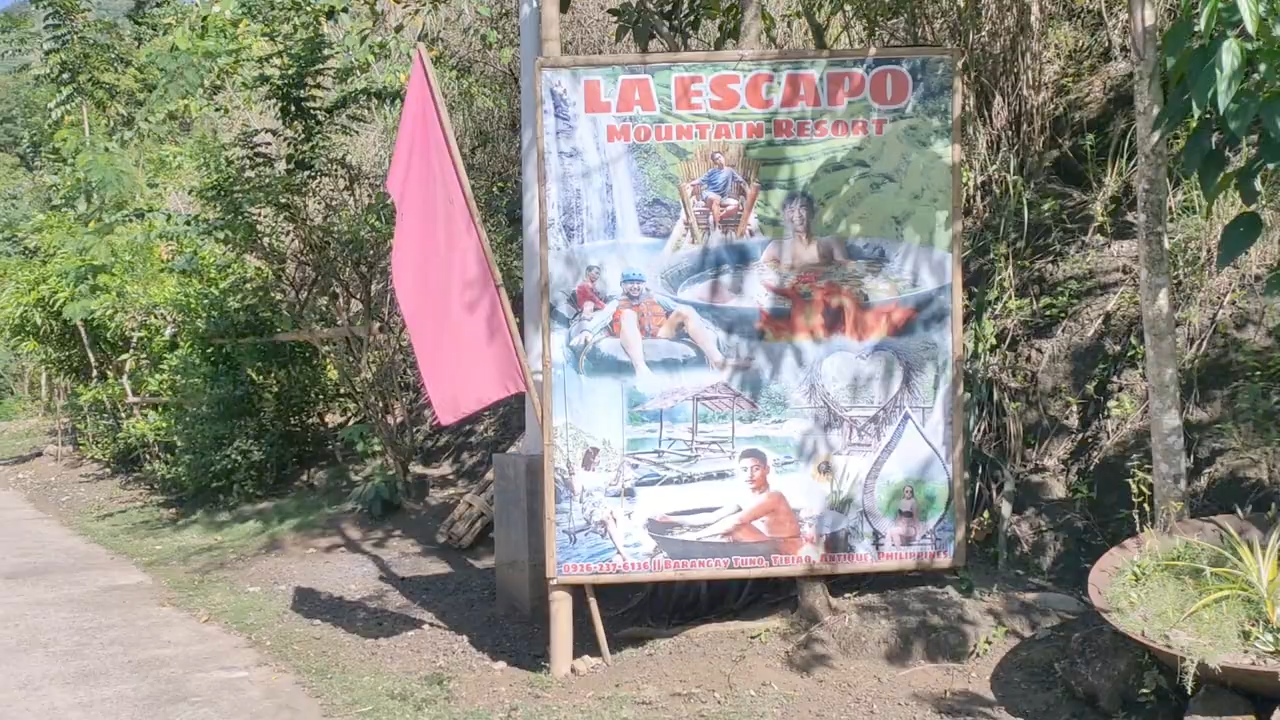 LA ESCAPO
MOUNTAIN RESORT
0926-237-6136 || BARANGAY TUNO, TIBIAO, ANTIQUE, PHILIPPINES